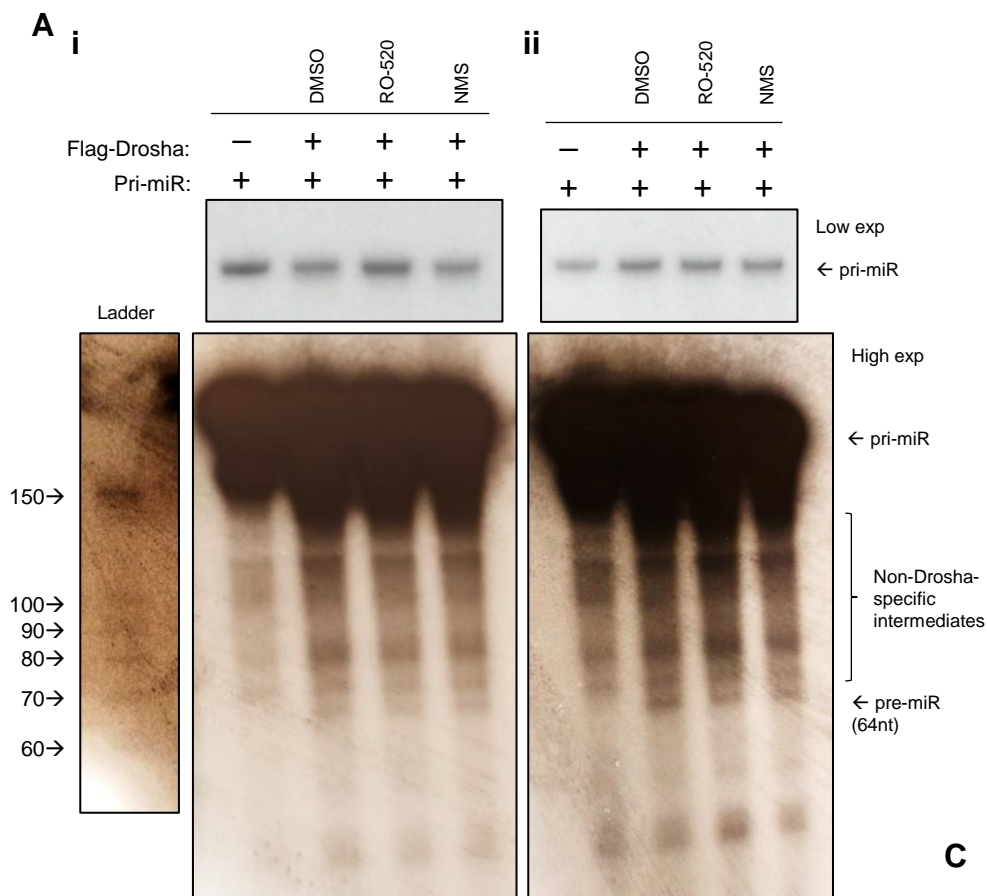 A
i
ii
DMSO
RO-520
NMS
DMSO
RO-520
NMS
Flag-Drosha: – + + +
– + + +
Pri-miR: + + + +
+ + + +
Low exp
← pri-miR
Ladder
High exp
← pri-miR
150→
100→
90→
80→
70→
60→
Non-Drosha-
specific
intermediates
← pre-miR
(64nt)
C